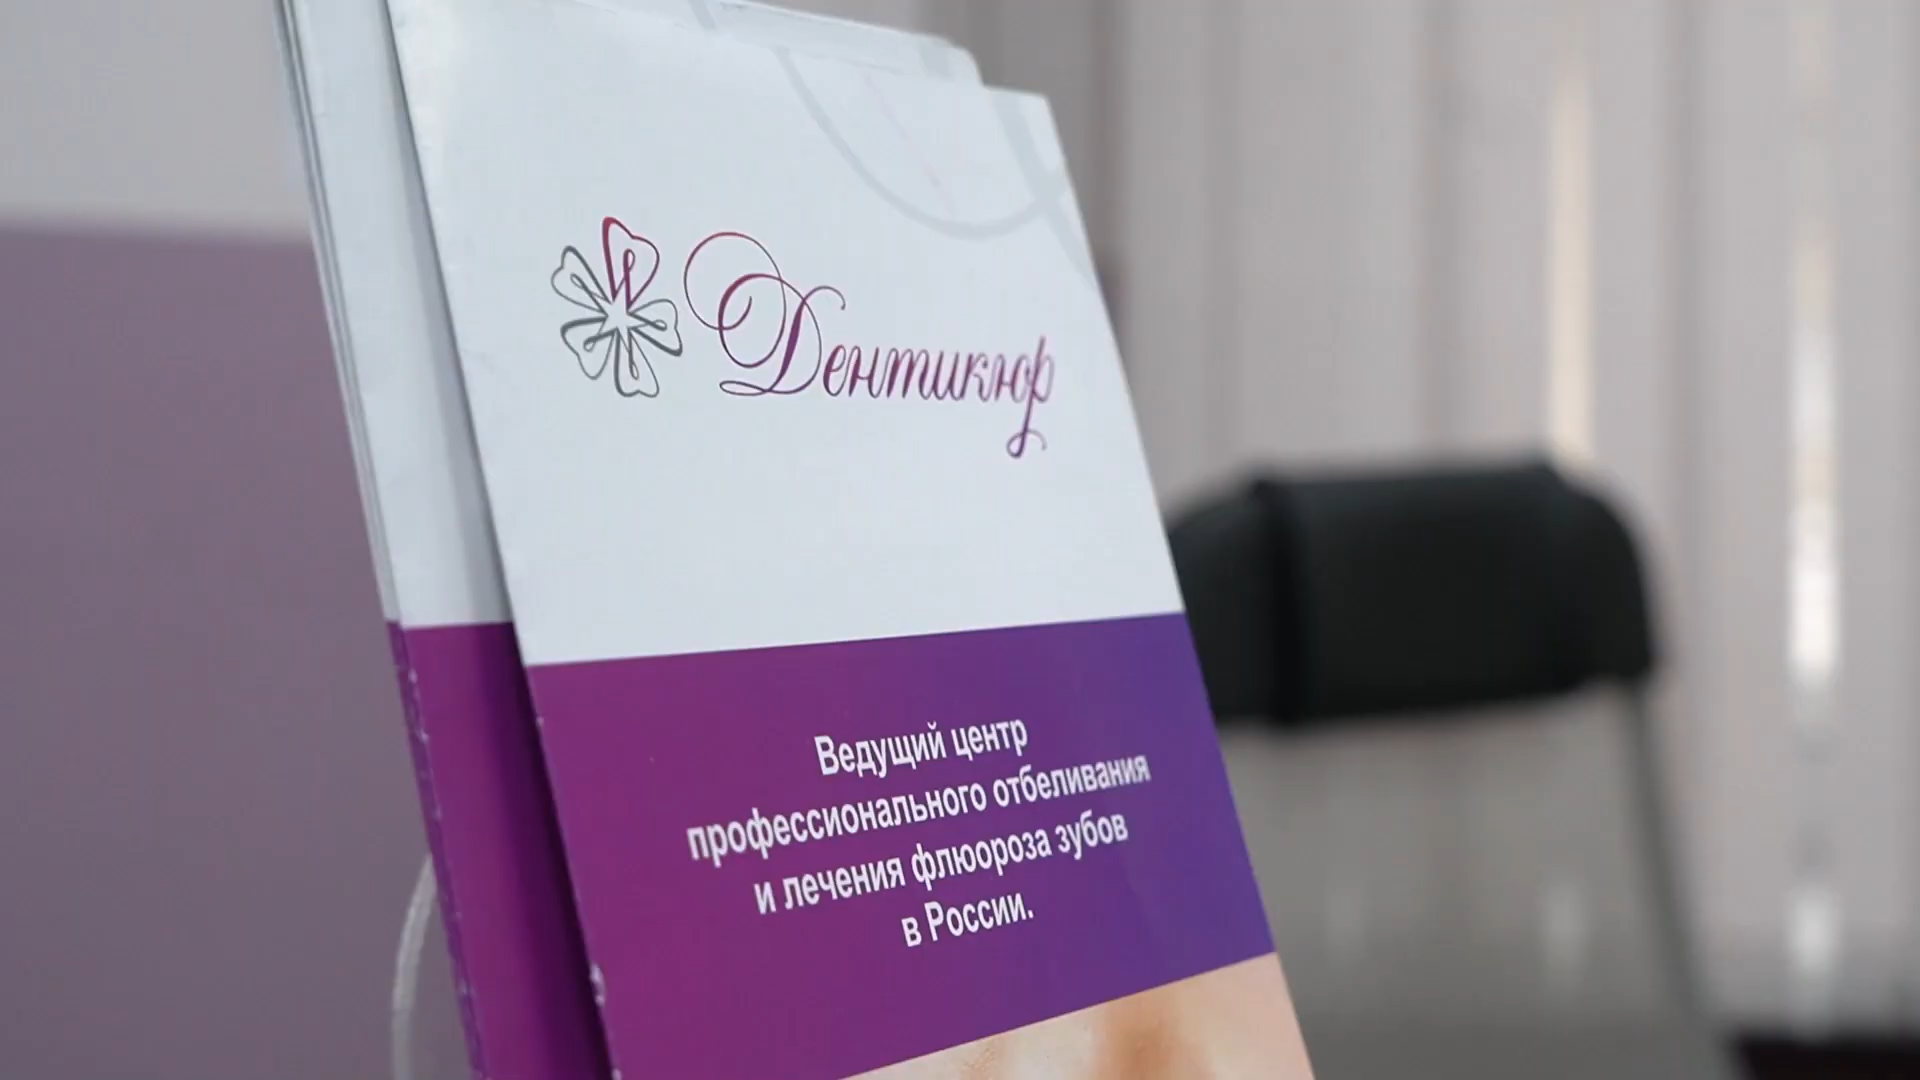 Дентикюр
Ведущий центр
профессионального отбеливания
и лечения флюороза зубов
в России.